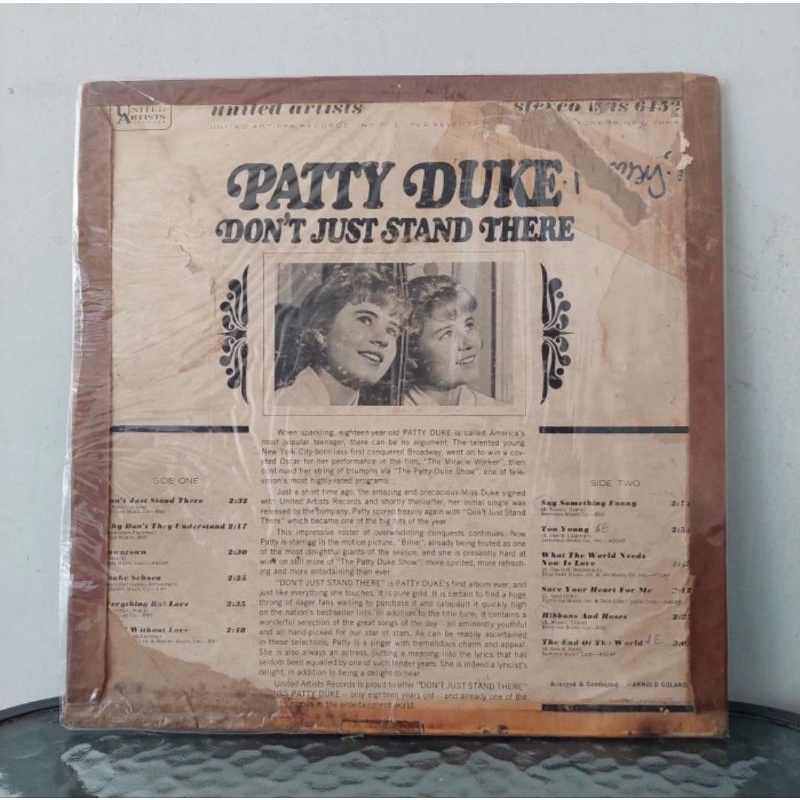 UNITED
ARTISTS
united artists
stereo UAS 6452
UNITED ARTISTS RECORDS, INC.
NEW YORK
PATTY DUKE
DON'T JUST STAND THERE
When sparkling, eighteen-year-old PATTY DUKE is called America's
most popular teenager, there can be no argument. The talented young
New York City-born lass first conquered Broadway, went on to win a cov-
eted Oscar for her performance in the film, "The Miracle Worker", then
continued her string of triumphs via "The Patty Duke Show", one of tele-
vision's most highly-rated programs.
Just a short time ago, the amazing and precocious Miss Duke signed
with United Artists Records and shortly thereafter, her initial single was
released by the company. Patty scored heavily again with "Don't Just Stand
There" which became one of the big hits of the year.
This impressive roster of overwhelming conquests continues. Now
Patty is starring in the motion picture, "Billie", already being touted as one
of the most delightful giants of the season, and she is presently hard at
work on still more of "The Patty Duke Show", more spirited, more refresh-
ing and more entertaining than ever.
"DON'T JUST STAND THERE" is PATTY DUKE's first album ever, and
just like everything she touches, it is pure gold. It is certain to find a huge
throng of eager fans waiting to purchase it and catapault it quickly high
on the nation's best-seller lists. In addition to the title tune, it contains a
wonderful selection of the great songs of the day — all eminently youthful
and all hand-picked for our star of stars. As can be readily ascertained
in these selections, Patty is a singer with tremendous charm and appeal.
She is also always an actress, putting a meaning into the lyrics that has
seldom been equalled by one of such tender years. She is indeed a lyricist's
delight, in addition to being a delight to hear.
United Artists Records is proud to offer "DON'T JUST STAND THERE"
MISS PATTY DUKE — only eighteen years old — and already one of the
in the entertainment world.
SIDE ONE
on't Just Stand There 2:32
hy Don't They Understand 2:17
owntown 2:30
anke Schoen 2:25
verything But Love 2:35
Without Love 2:40
SIDE TWO
Say Something Funny
Too Young
What The World Needs
Now Is Love
Save Your Heart For Me
Ribbons And Roses
The End Of The World
Arranged & Conducted ARNOLD GOLAND